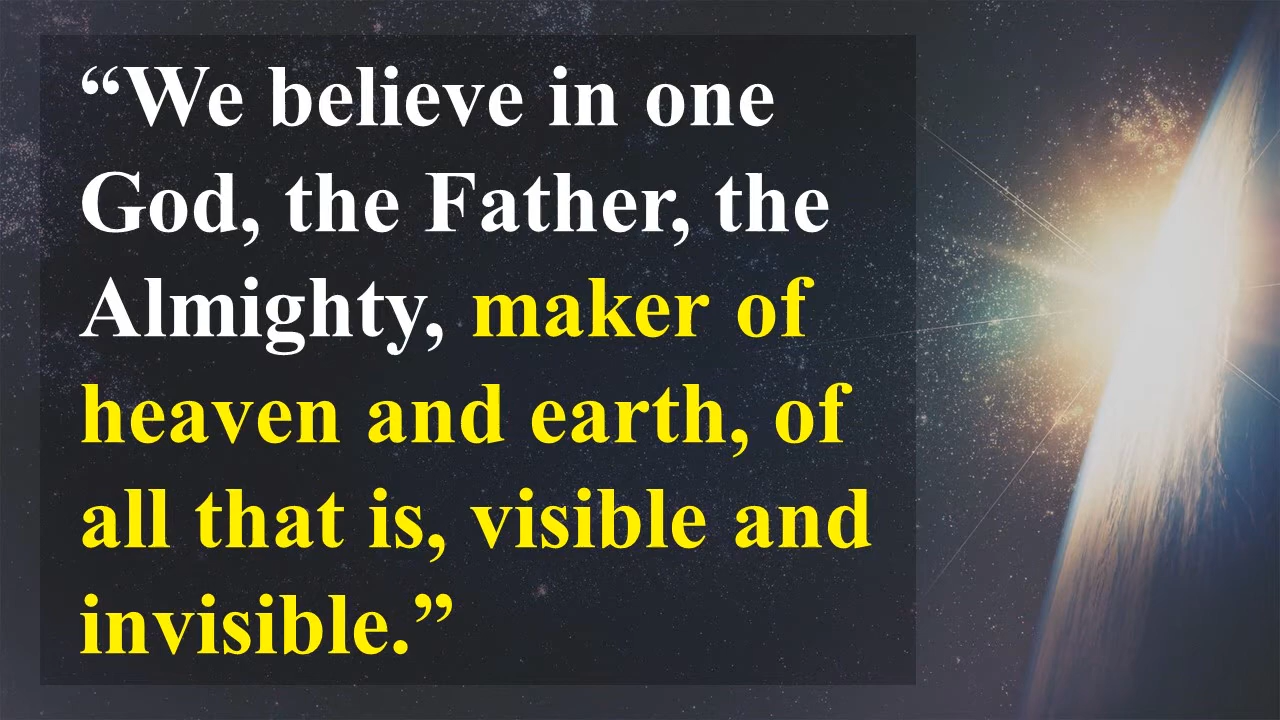 “We believe in one
God, the Father, the
Almighty, maker of
heaven and earth, of
all that is, visible and
invisible.”